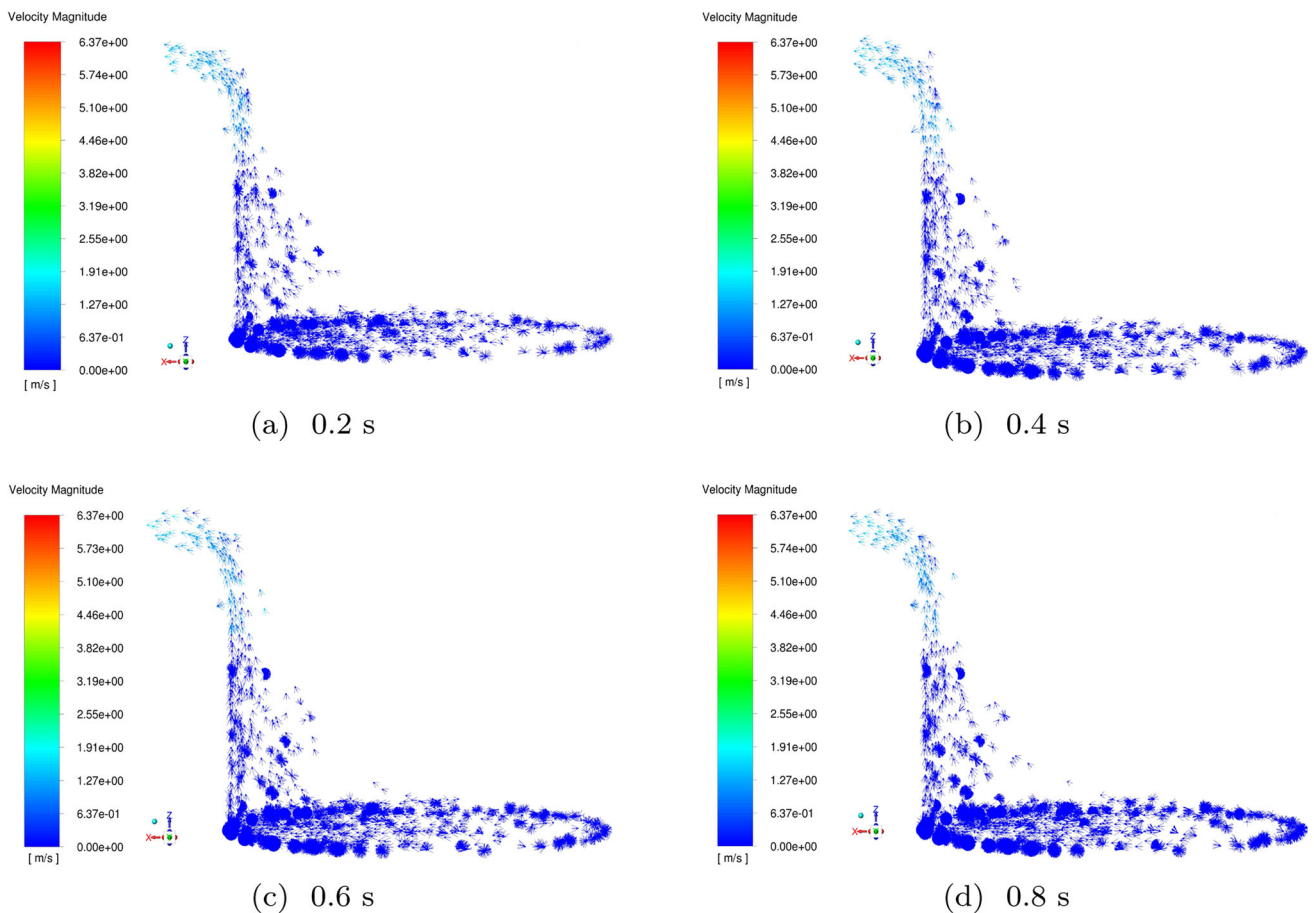 Velocity Magnitude
6.37e+00
5.74e+00
5.10e+00
4.46e+00
3.82e+00
3.19e+00
2.55e+00
1.91e+00
1.27e+00
6.37e-01
0.00e+00
[ m/s ]
Z
X
(a) 0.2 s
Velocity Magnitude
6.37e+00
5.74e+00
5.10e+00
4.46e+00
3.82e+00
3.19e+00
2.55e+00
1.91e+00
1.27e+00
6.37e-01
0.00e+00
[ m/s ]
Z
X
(b) 0.4 s
Velocity Magnitude
6.37e+00
5.73e+00
5.10e+00
4.46e+00
3.82e+00
3.19e+00
2.55e+00
1.91e+00
1.27e+00
6.37e-01
0.00e+00
[ m/s ]
Z
X
(c) 0.6 s
Velocity Magnitude
6.37e+00
5.73e+00
5.10e+00
4.46e+00
3.82e+00
3.19e+00
2.55e+00
1.91e+00
1.27e+00
6.37e-01
0.00e+00
[ m/s ]
Z
X
(d) 0.8 s